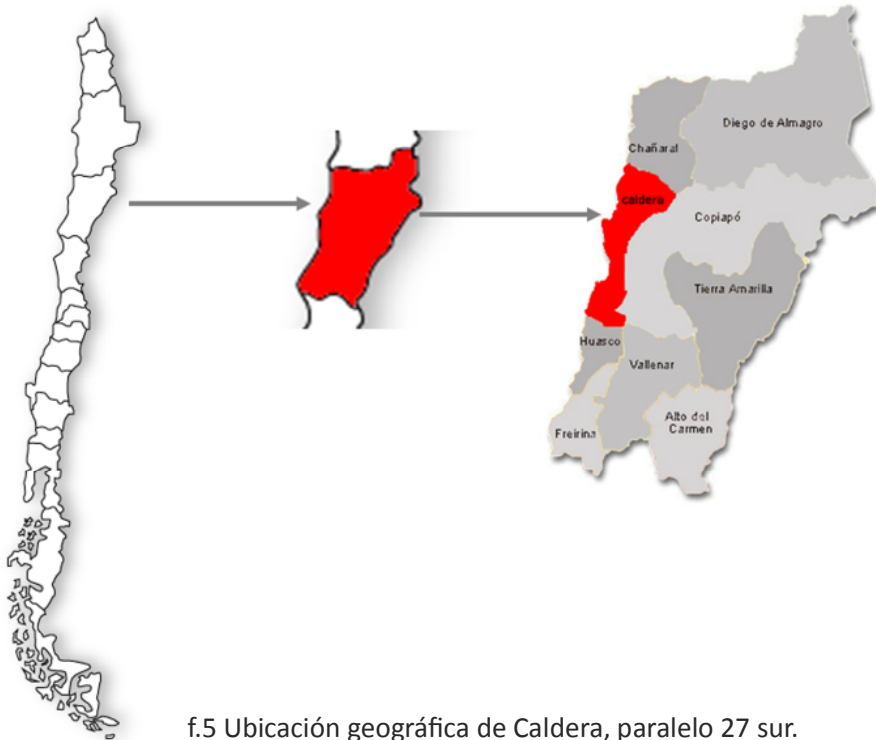 Diego de Almagro
Chañaral
caldera
Copiapó
Tierra Amarilla
Huasco
Vallenar
Alto del
Carmen
Freirina
f.5 Ubicación geográfica de Caldera, paralelo 27 sur.